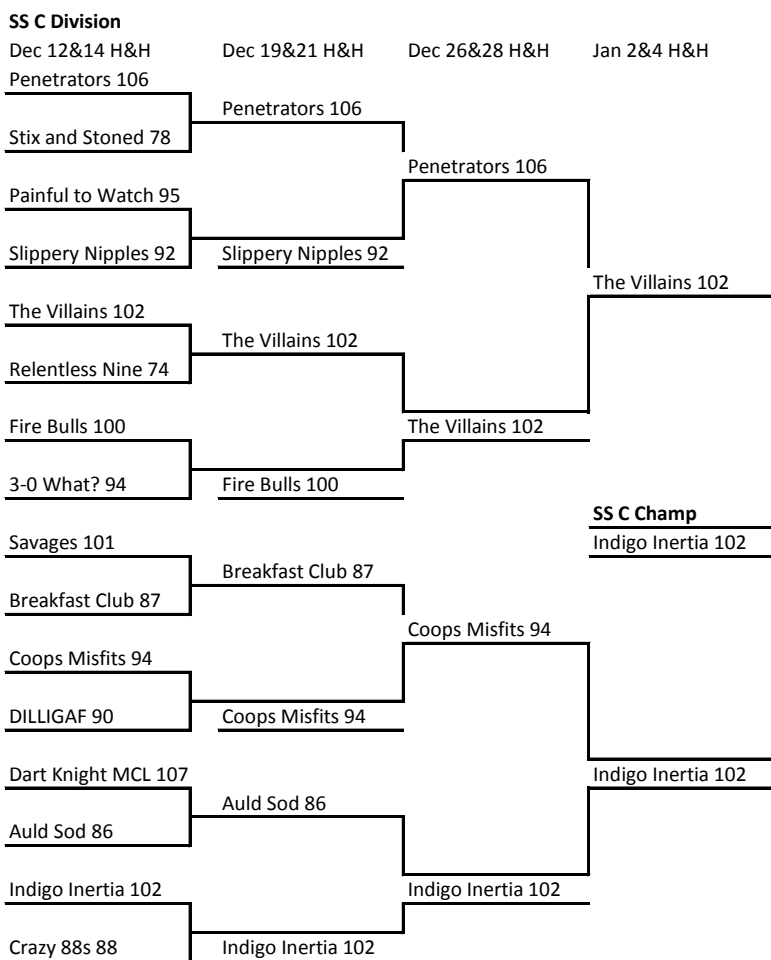 SS C Division
Dec 12&14 H&H Dec 19&21 H&H Dec 26&28 H&H Jan 2&4 H&H
Penetrators 106
Penetrators 106
Stix and Stoned 78
Penetrators 106
Painful to Watch 95
Slippery Nipples 92 Slippery Nipples 92
The Villains 102
The Villains 102
The Villains 102
Relentless Nine 74
Fire Bulls 100 The Villains 102
3-0 What? 94 Fire Bulls 100
SS C Champ
Savages 101 Indigo Inertia 102
Breakfast Club 87
Breakfast Club 87
Coops Misfits 94
Coops Misfits 94
DILLIGAF 90 Coops Misfits 94
Dart Knight MCL 107 Indigo Inertia 102
Auld Sod 86
Auld Sod 86
Indigo Inertia 102 Indigo Inertia 102
Crazy 88s 88 Indigo Inertia 102